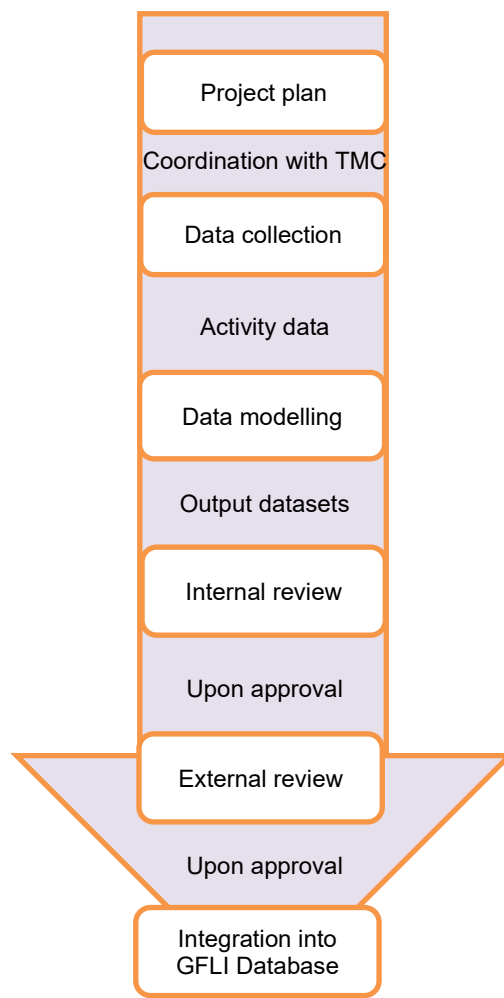 Project plan
Coordination with TMC
Data collection
Activity data
Data modelling
Output datasets
Internal review
Upon approval
External review
Upon approval
Integration into
GFLI Database